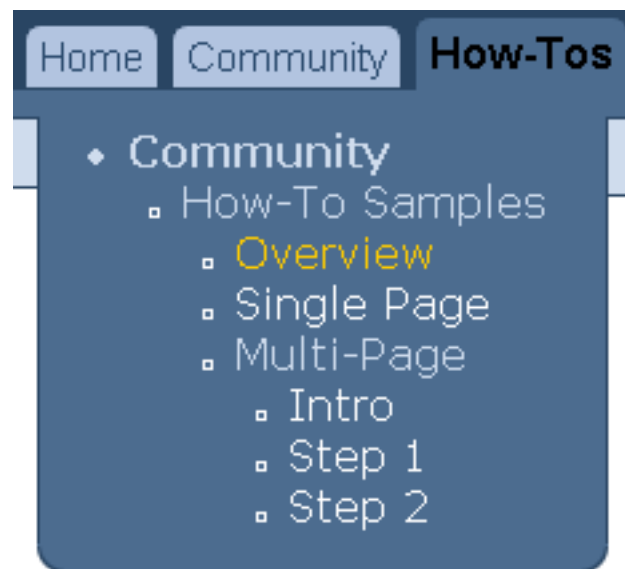 Home Community How-Tos
Community
How-To Samples
Overview
Single Page
Multi-Page
Intro
Step 1
Step 2